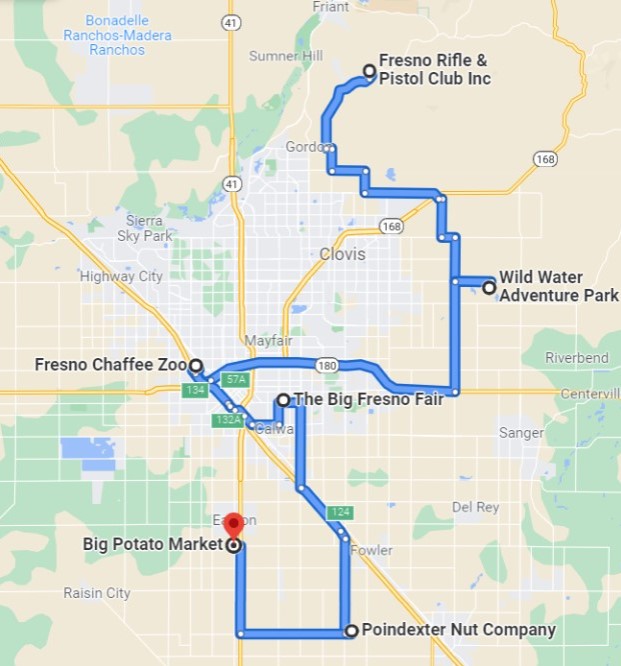 Friant
Bonadelle
Ranchos-Madera
Ranchos
41
Sumner Hill
Fresno Rifle &
Pistol Club Inc
Gordon
168
41
Sierra
Sky Park
168
Clovis
Highway City
Wild Water
Adventure Park
Mayfair
Riverbend
Fresno Chaffee Zoo
180
57A
134
Centerville
The Big Fresno Fair
132A
Calwa
Sanger
Del Rey
124
Easton
Big Potato Market
Fowler
Raisin City
Poindexter Nut Company